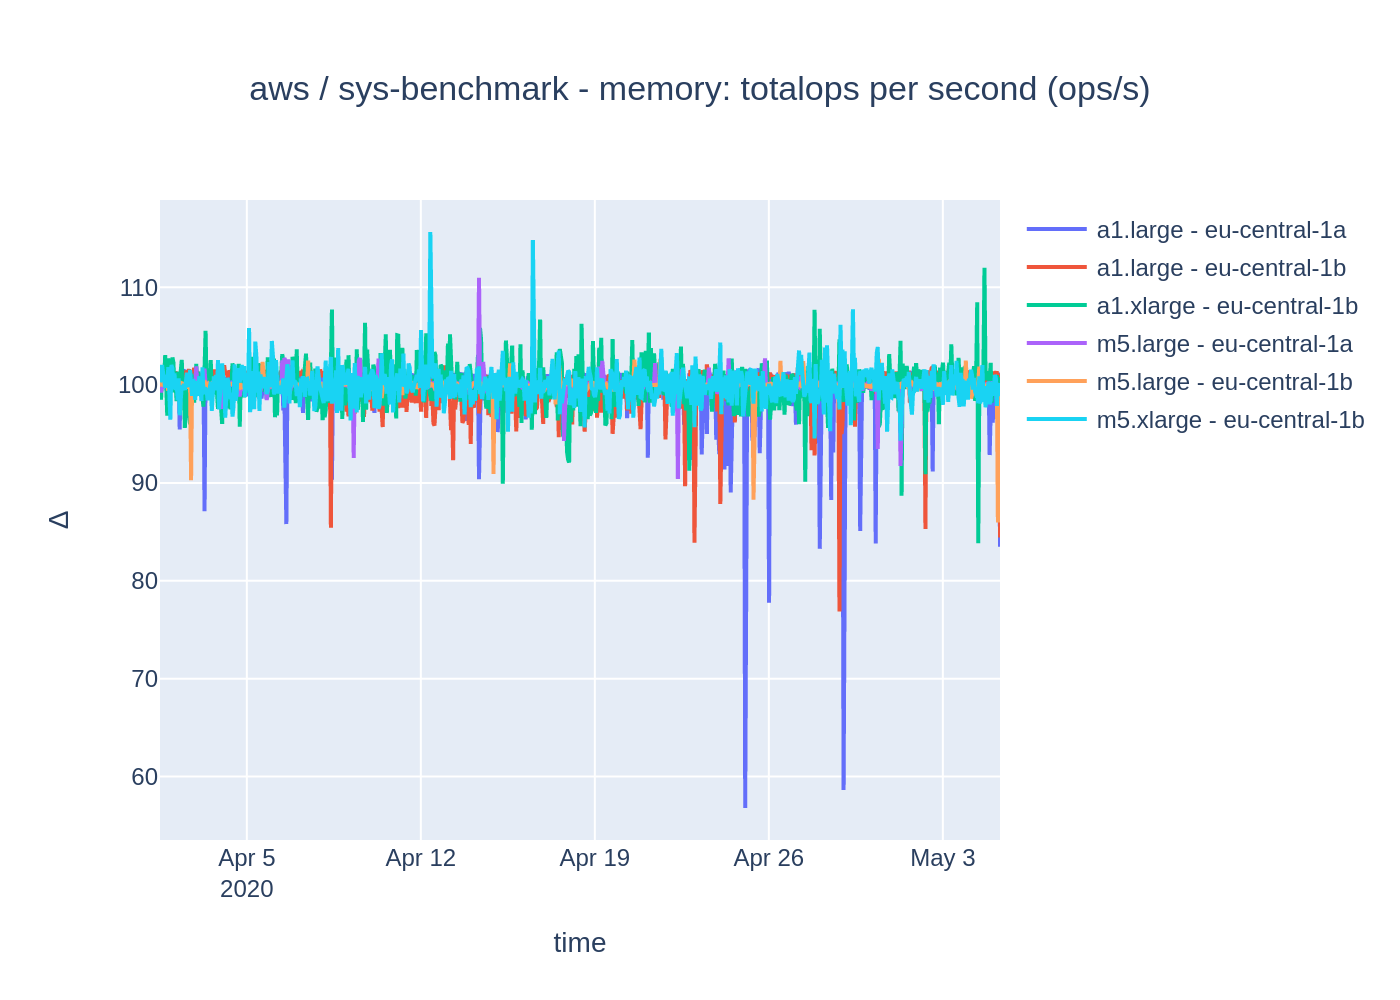 aws / sys-benchmark - memory: totalops per second (ops/s)
110
100
90
80
70
60
Δ
Apr 5
2020
Apr 12
Apr 19
Apr 26
May 3
time
a1.large - eu-central-1a
a1.large - eu-central-1b
a1.xlarge - eu-central-1b
m5.large - eu-central-1a
m5.large - eu-central-1b
m5.xlarge - eu-central-1b